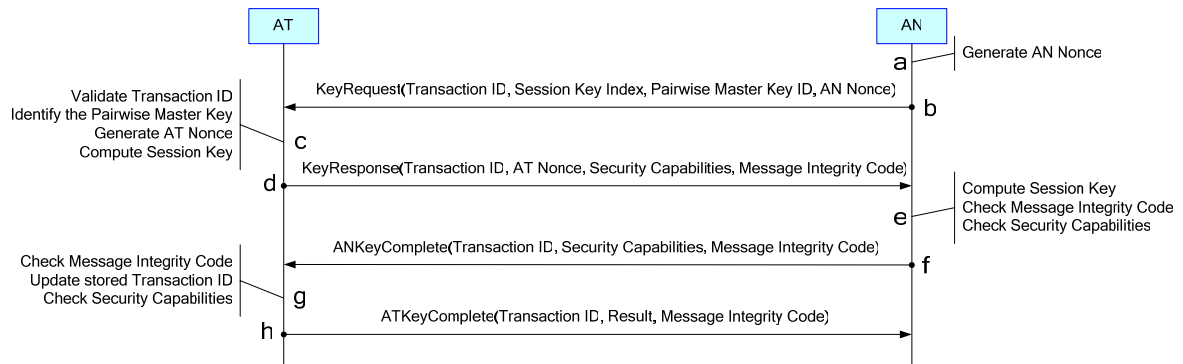 AT
AN
a
Generate AN Nonce
KeyRequest(Transaction ID, Session Key Index, Pairwise Master Key ID, AN Nonce)
b
Validate Transaction ID
Identify the Pairwise Master Key
Generate AT Nonce
Compute Session Key
c
KeyResponse(Transaction ID, AT Nonce, Security Capabilities, Message Integrity Code)
d
e
Compute Session Key
Check Message Integrity Code
Check Security Capabilities
ANKeyComplete(Transaction ID, Security Capabilities, Message Integrity Code)
f
Check Message Integrity Code
Update stored Transaction ID
Check Security Capabilities
g
ATKeyComplete(Transaction ID, Result, Message Integrity Code)
h